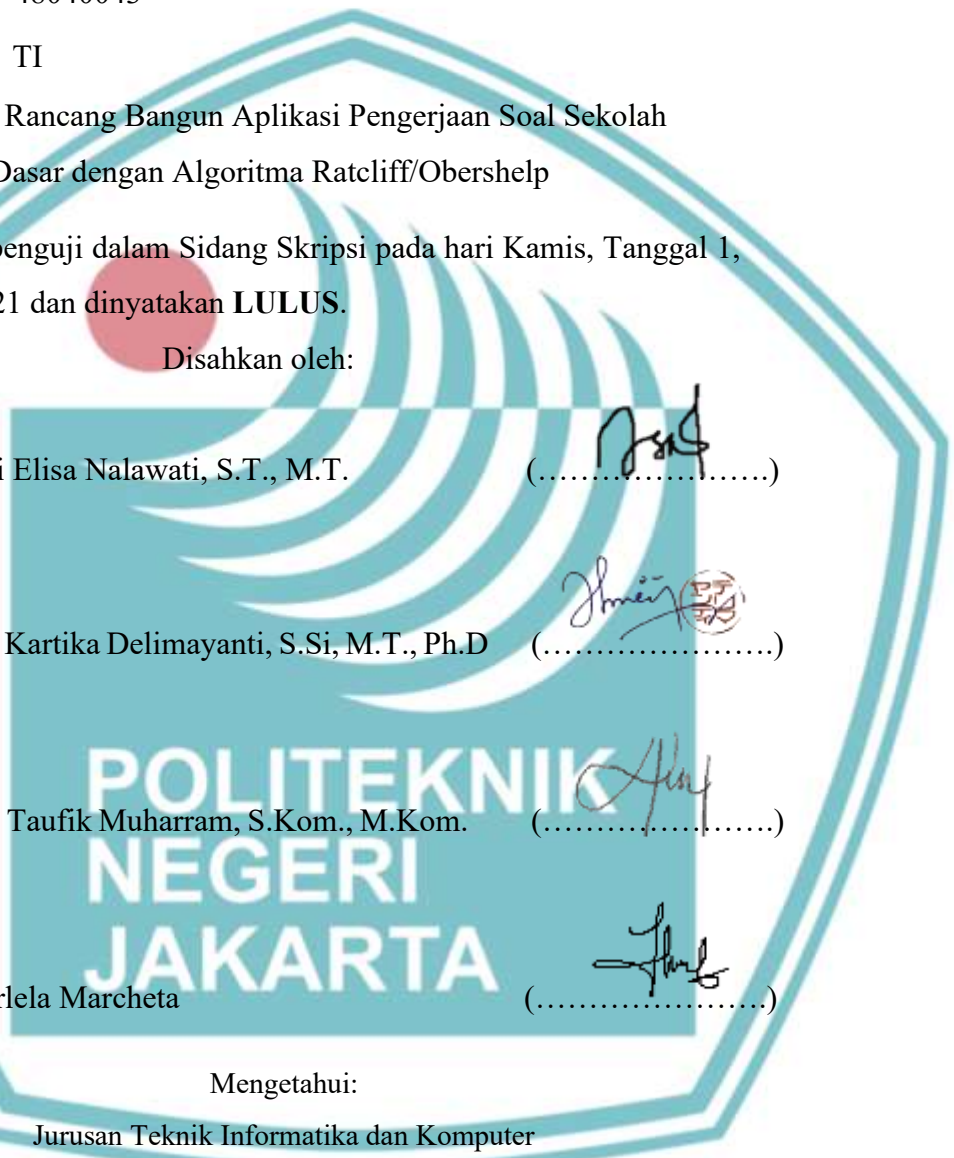 TI
Rancang Bangun Aplikasi Pengerjaan Soal Sekolah
Dasar dengan Algoritma Ratcliff/Obershelp
penguji dalam Sidang Skripsi pada hari Kamis, Tanggal 1,
21 dan dinyatakan LULUS.
Disahkan oleh:
i Elisa Nalawati, S.T., M.T. (………………….)
Kartika Delimayanti, S.Si, M.T., Ph.D (………………….)
Taufik Muharram, S.Kom., M.Kom. (………………….)
rlela Marcheta (………………….)
POLITEKNIK
NEGERI
JAKARTA
Mengetahui:
Jurusan Teknik Informatika dan Komputer